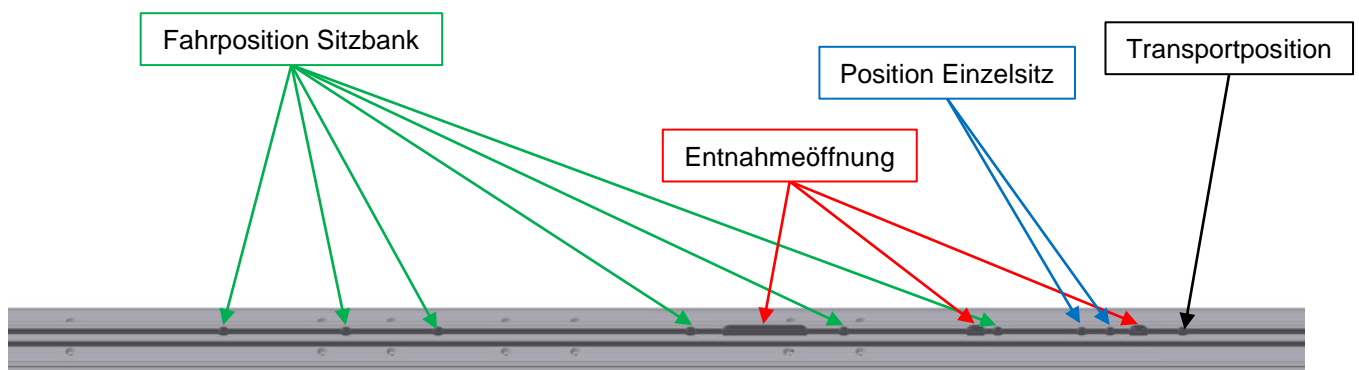 Fahrposition Sitzbank
Transportposition
Position Einzelsitz
Entnahmeöffnung